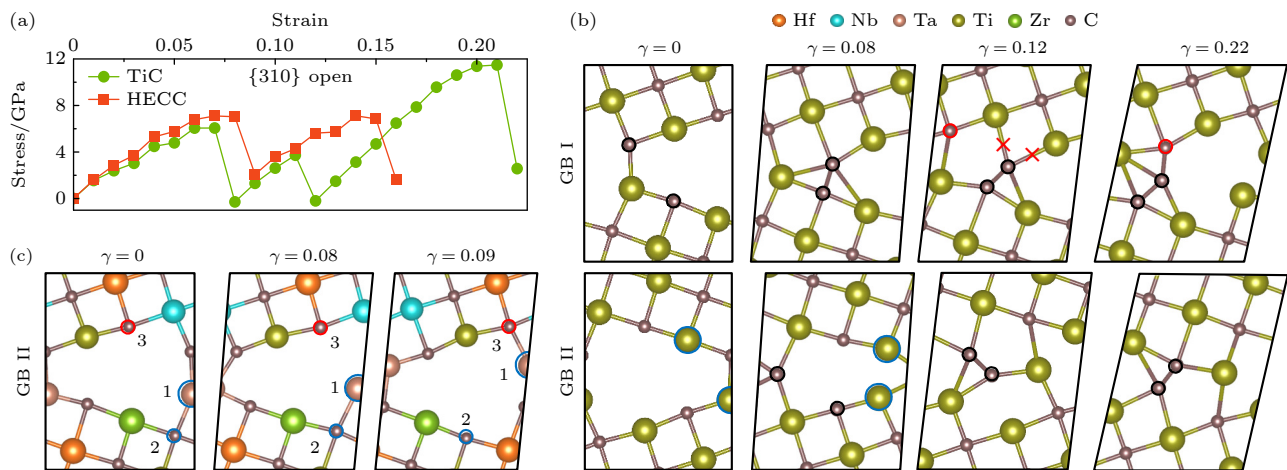 (a)
Strain
0 0.05 0.10 0.15 0.20
12
8
4
0
Stress/GPa
TiC
HECC
{310} open
(b)
Hf Nb Ta Ti Zr C
γ = 0 γ = 0.08 γ = 0.12 γ = 0.22
GB I
GB II
(c)
γ = 0 γ = 0.08 γ = 0.09
GB II
3 1 2
3 1 2
3 1 2